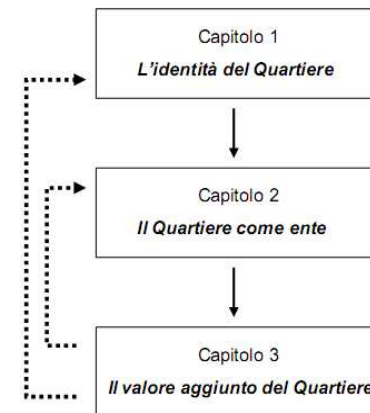 Capitolo 1
L'identità del Quartiere
Capitolo 2
Il Quartiere come ente
Capitolo 3
Il valore aggiunto del Quartiere